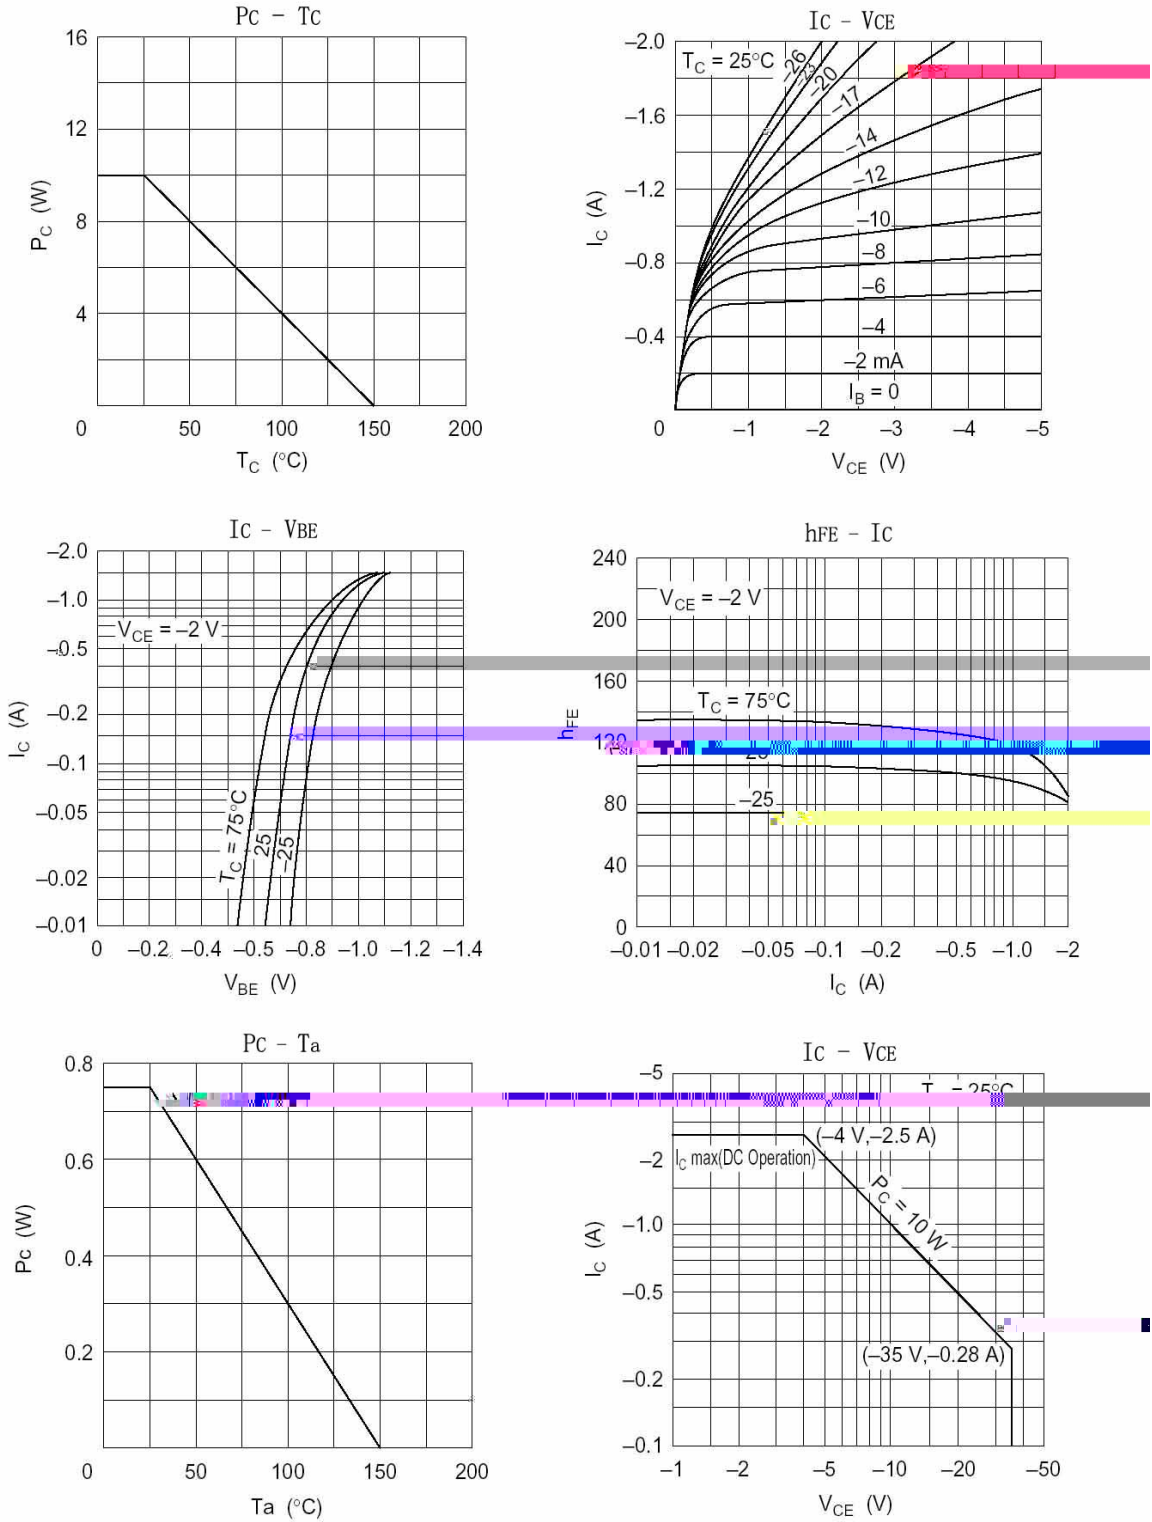 PC – TC
16
12
8
4
0
50
100
150
200
PC (W)
TC (°C)
IC – VCE
TC = 25°C
–2.0
–1.6
–1.2
–0.8
–0.4
0
–1
–2
–3
–4
–5
–26
–23
–20
–17
–14
–12
–10
–8
–6
–4
–2 mA
IB = 0
IC (A)
VCE (V)
IC – VBE
VCE = –2 V
–2.0
–1.0
–0.5
–0.2
–0.1
–0.05
–0.02
–0.01
0
–0.2
–0.4
–0.6
–0.8
–1.0
–1.2
–1.4
TC = 75°C
25
–25
IC (A)
VBE (V)
hFE – IC
VCE = –2 V
240
200
160
120
80
40
0
–0.01
–0.02
–0.05
–0.1
–0.2
–0.5
–1.0
–2
TC = 75°C
–25
hFE
IC (A)
PC – Ta
0.8
0.6
0.4
0.2
0
50
100
150
200
Pc (W)
Ta (°C)
IC – VCE
–5
–2
–1.0
–0.5
–0.2
–0.1
–1
–2
–5
–10
–20
–50
= 25°C
(–4 V,–2.5 A)
IC max(DC Operation)
PC = 10 W
(–35 V,–0.28 A)
IC (A)
VCE (V)